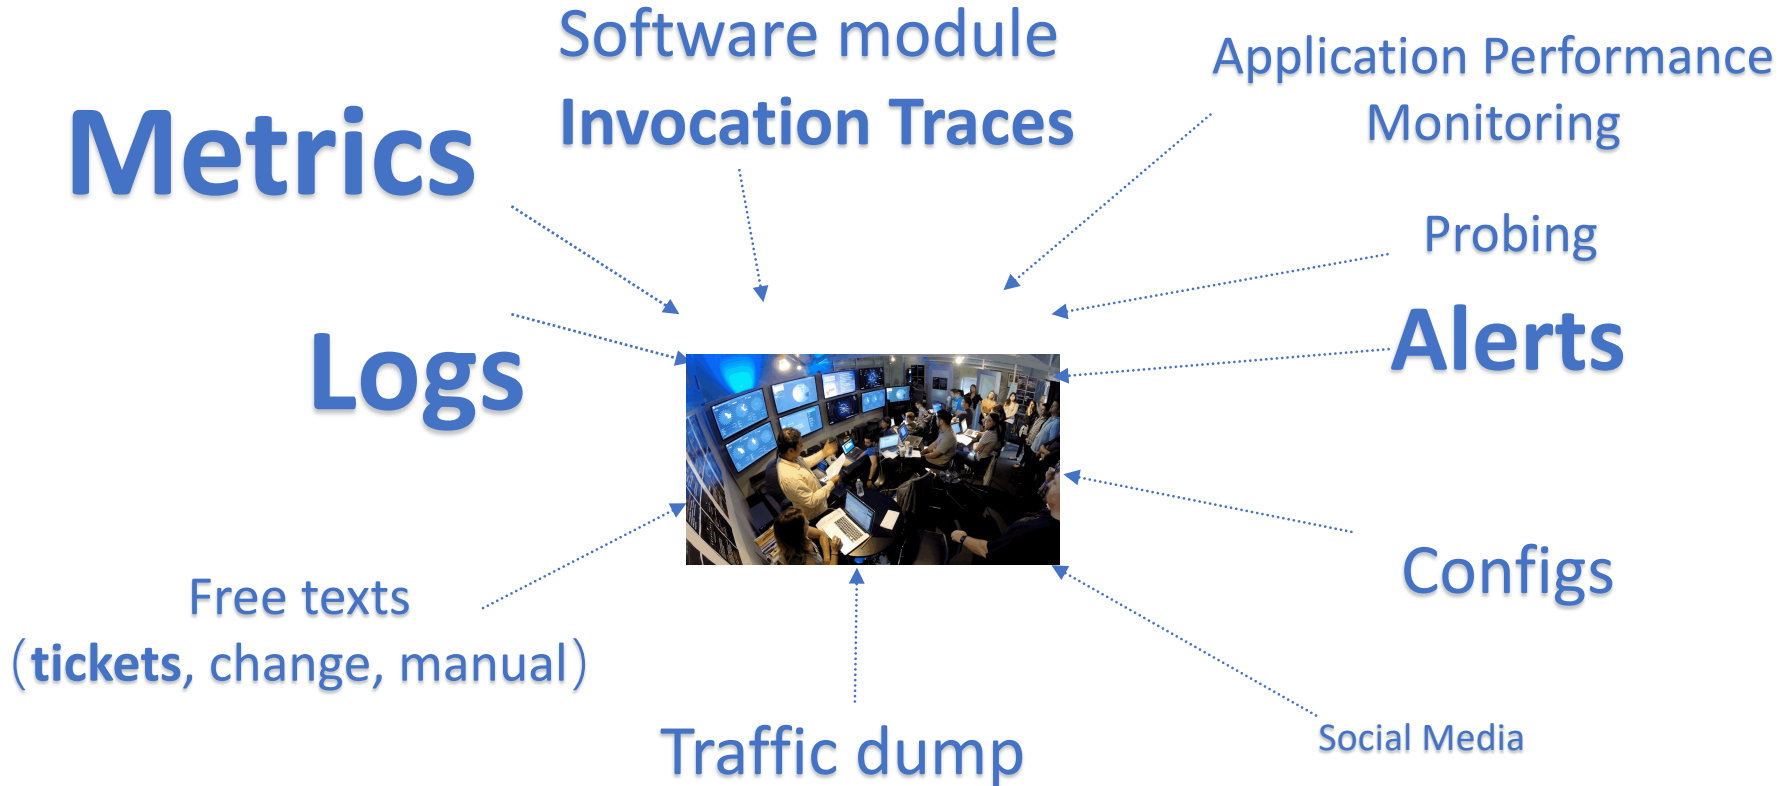 Software module
Invocation Traces
Application Performance
Monitoring
Metrics
Probing
Alerts
Logs
Configs
Free texts
(tickets, change, manual)
Traffic dump
Social Media